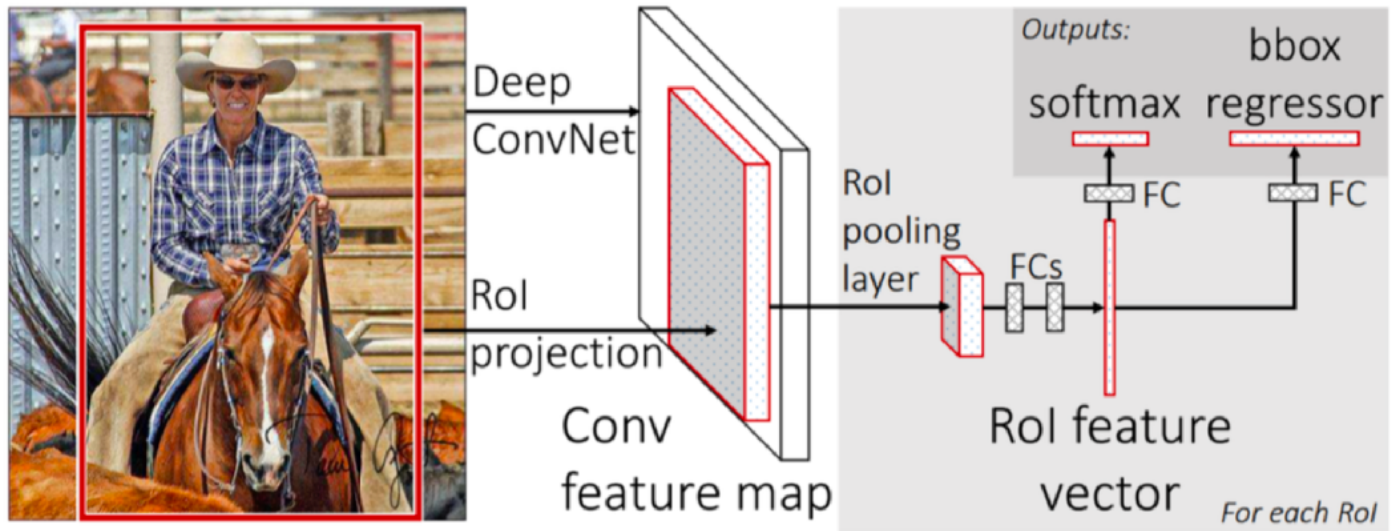 Deep
ConvNet
RoI
projection
Conv
feature map
RoI
pooling
layer
FCs
RoI feature
vector
For each RoI
Outputs:
softmax
bbox
regressor
FC
FC